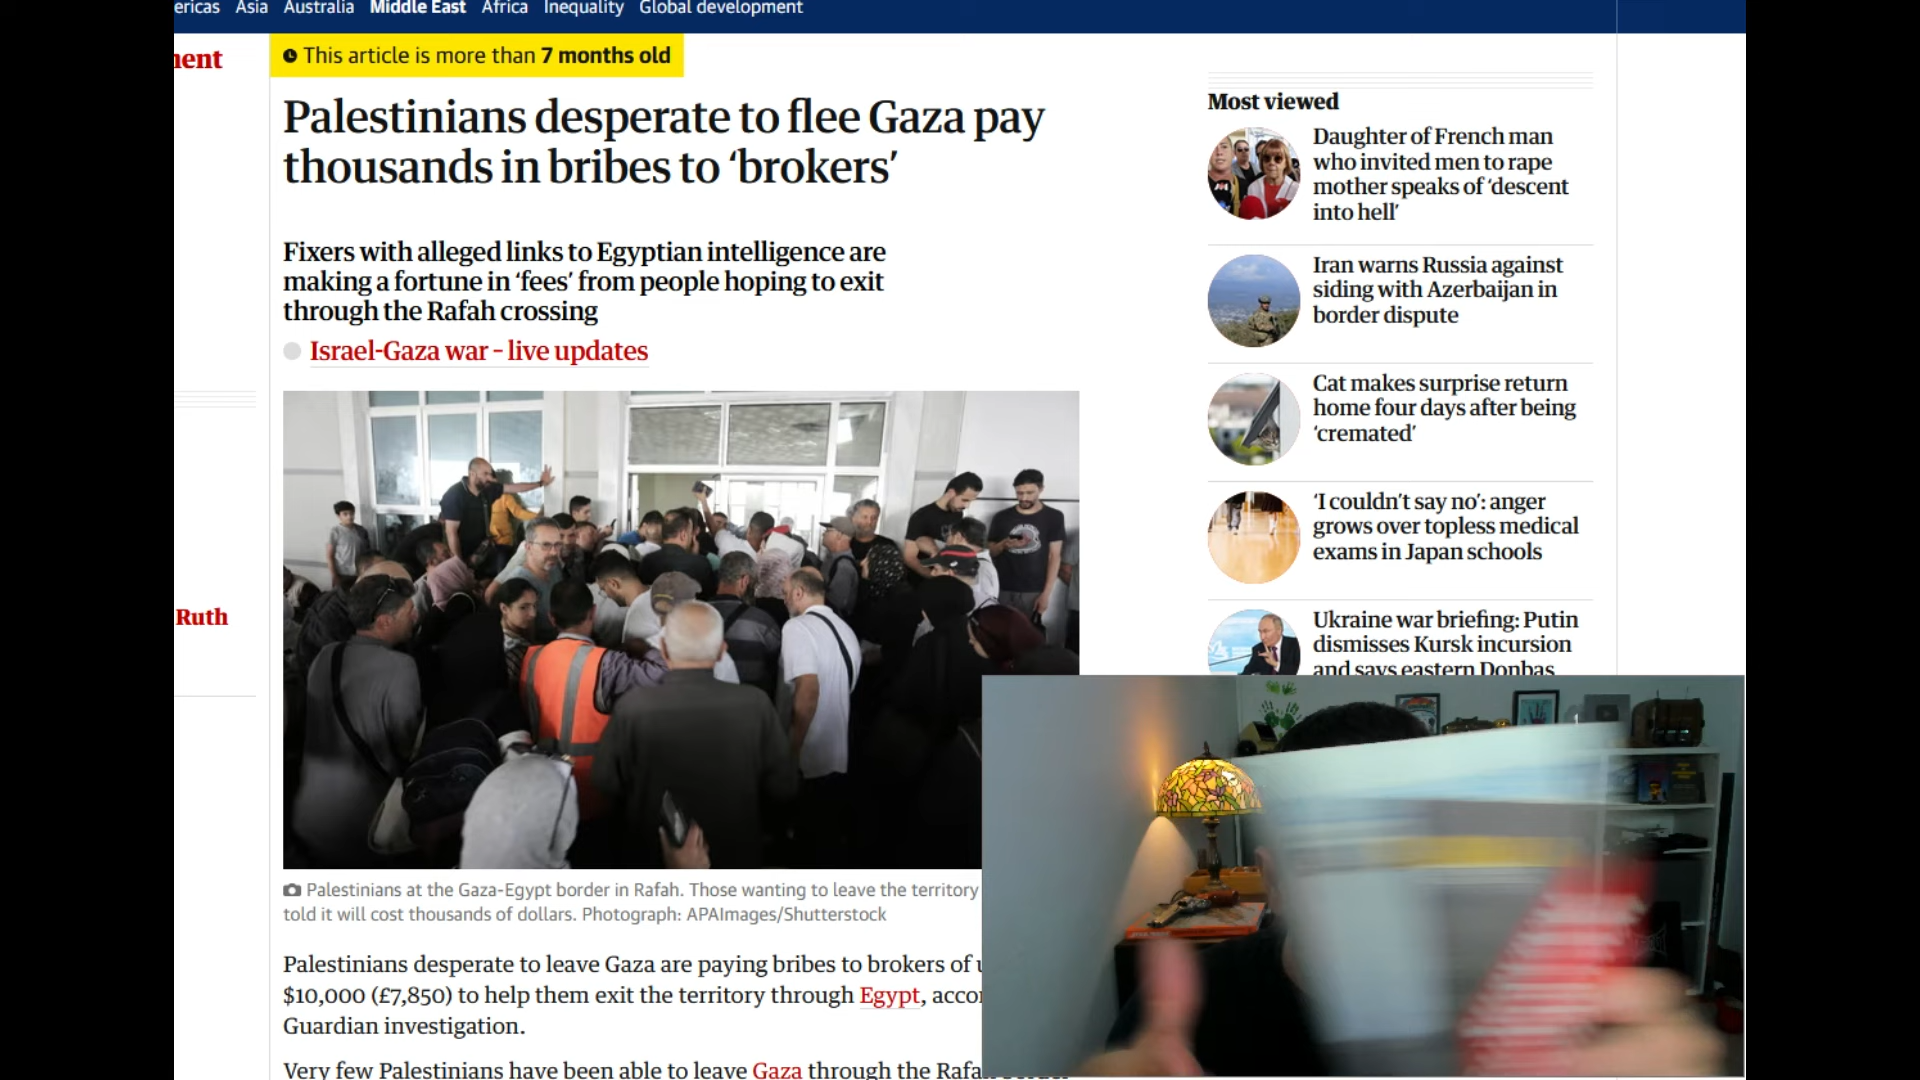 ericas Asia Australia Middle East Africa Inequality Global development
nent
This article is more than 7 months old
Palestinians desperate to flee Gaza pay
thousands in bribes to ‘brokers’
Fixers with alleged links to Egyptian intelligence are
making a fortune in ‘fees’ from people hoping to exit
through the Rafah crossing
Israel-Gaza war – live updates
Ruth
Palestinians at the Gaza-Egypt border in Rafah. Those wanting to leave the territory
told it will cost thousands of dollars. Photograph: APAImages/Shutterstock
Palestinians desperate to leave Gaza are paying bribes to brokers of
$10,000 (£7,850) to help them exit the territory through Egypt, accor
Guardian investigation.
Very few Palestinians have been able to leave Gaza through the Rafa
Most viewed
Daughter of French man
who invited men to rape
mother speaks of ‘descent
into hell’
Iran warns Russia against
siding with Azerbaijan in
border dispute
Cat makes surprise return
home four days after being
‘cremated’
‘I couldn’t say no’: anger
grows over topless medical
exams in Japan schools
Ukraine war briefing: Putin
dismisses Kursk incursion
and says eastern Donbas